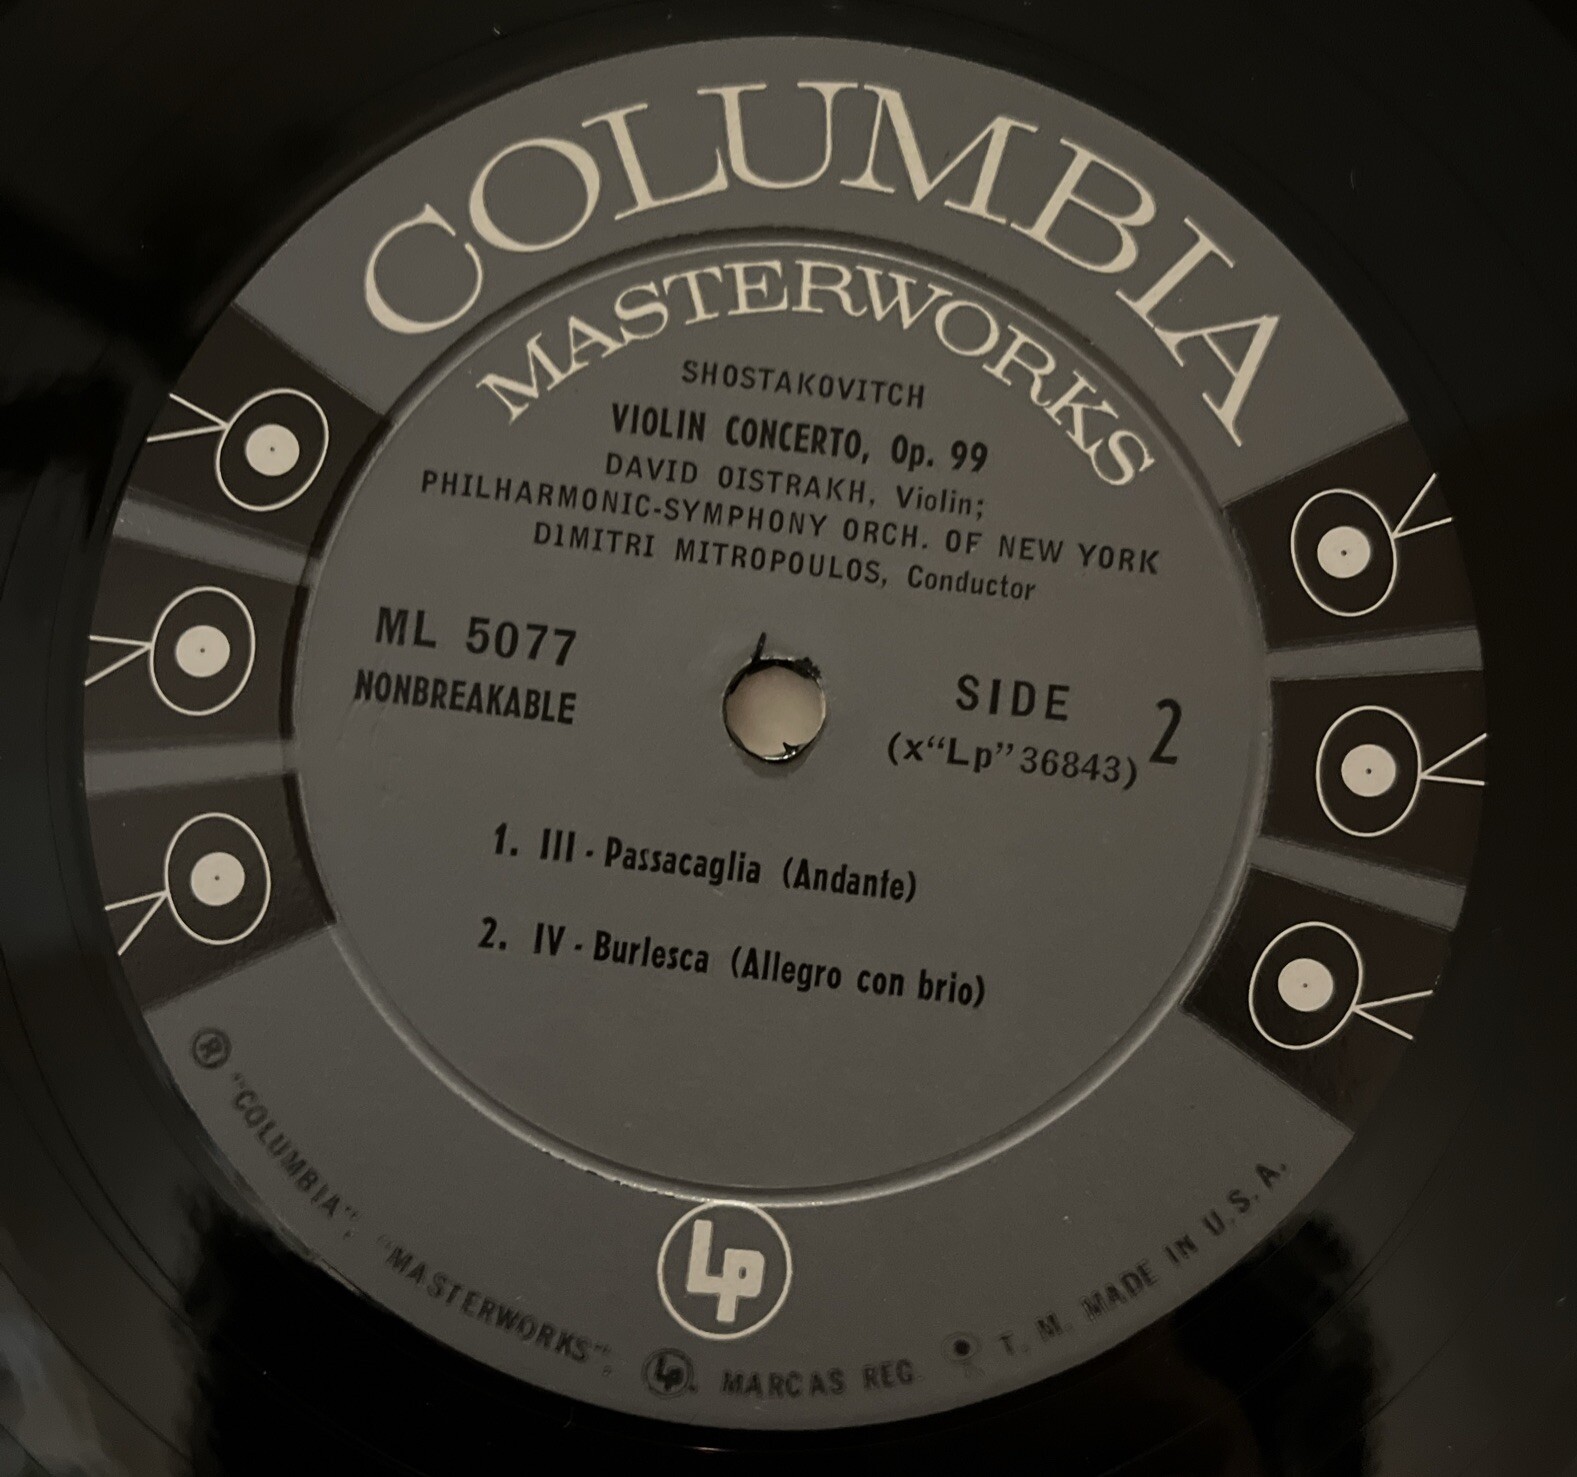 COLUMBIA
MASTERWORKS
SHOSTAKOVITCH
VIOLIN CONCERTO, Op. 99
DAVID OISTRAKH, Violin;
PHILHARMONIC-SYMPHONY ORCH. OF NEW YORK
DIMITRI MITROPOULOS, Conductor
ML 5077
NONBREAKABLE
SIDE 2
(x“Lp”36843)
1. III - Passacaglia (Andante)
2. IV - Burlesca (Allegro con brio)
Lp
® "COLUMBIA", "MASTERWORKS", Lp, MARCAS REG. T. M. MADE IN U.S.A.